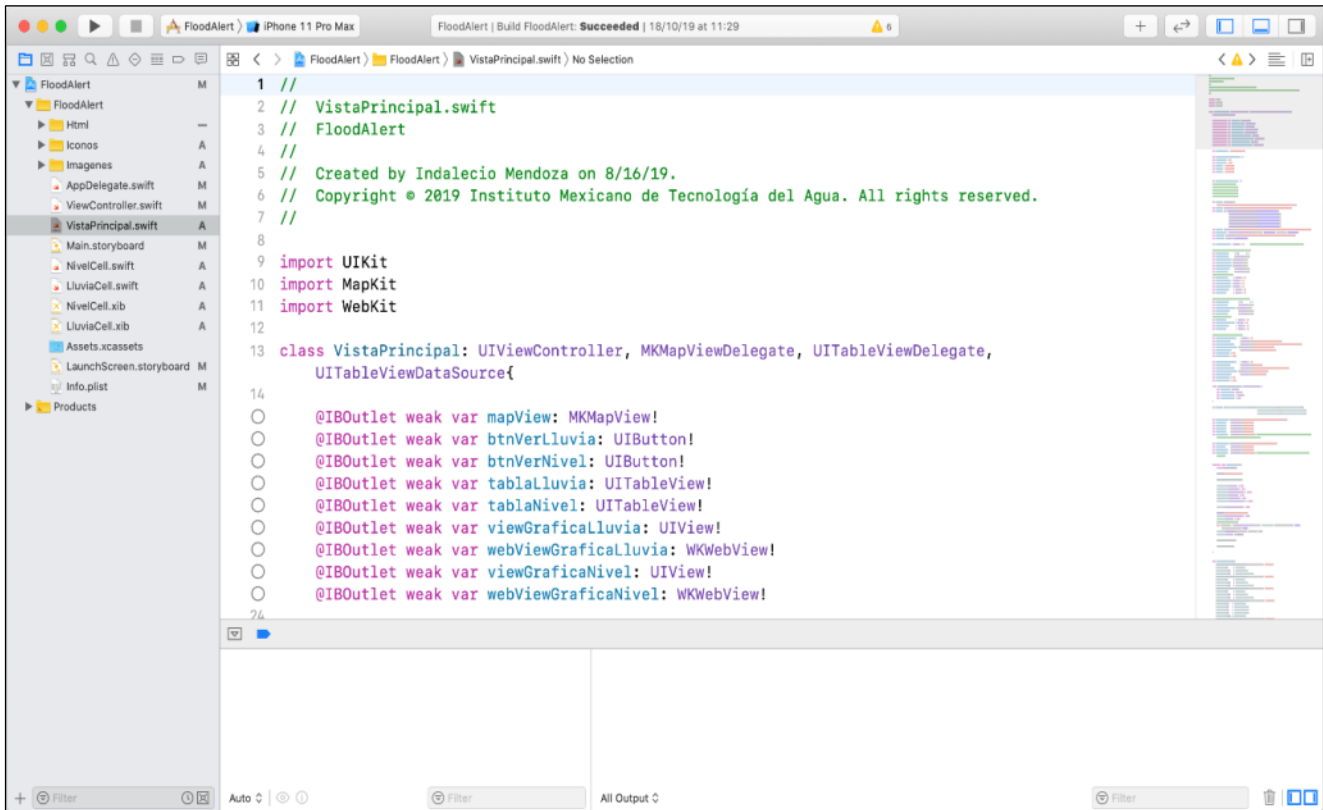 FloodAlert 〉 iPhone 11 Pro Max
FloodAlert | Build FloodAlert: Succeeded | 18/10/19 at 11:29
6
FloodAlert 〉 FloodAlert 〉 VistaPrincipal.swift 〉 No Selection
FloodAlert M
FloodAlert
Html —
Iconos A
Imagenes A
AppDelegate.swift M
ViewController.swift M
VistaPrincipal.swift A
Main.storyboard M
NivelCell.swift A
LluviaCell.swift A
NivelCell.xib A
LluviaCell.xib A
Assets.xcassets
LaunchScreen.storyboard M
Info.plist M
Products
1 //
2 //  VistaPrincipal.swift
3 //  FloodAlert
4 //
5 //  Created by Indalecio Mendoza on 8/16/19.
6 //  Copyright © 2019 Instituto Mexicano de Tecnología del Agua. All rights reserved.
7 //
8
9 import UIKit
10 import MapKit
11 import WebKit
12
13 class VistaPrincipal: UIViewController, MKMapViewDelegate, UITableViewDelegate,
UITableViewDataSource{
14
@IBOutlet weak var mapView: MKMapView!
@IBOutlet weak var btnVerLluvia: UIButton!
@IBOutlet weak var btnVerNivel: UIButton!
@IBOutlet weak var tablaLluvia: UITableView!
@IBOutlet weak var tablaNivel: UITableView!
@IBOutlet weak var viewGraficaLluvia: UIView!
@IBOutlet weak var webViewGraficaLluvia: WKWebView!
@IBOutlet weak var viewGraficaNivel: UIView!
@IBOutlet weak var webViewGraficaNivel: WKWebView!
24
Filter
Auto
Filter
All Output
Filter